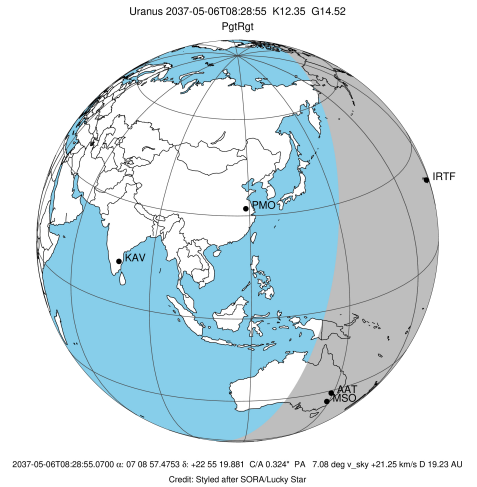 Uranus 2037-05-06T08:28:55 K12.35 G14.52
PgtRgt
IRTF
PMO
KAV
AAT
MSO
2037-05-06T08:28:55.0700 α: 07 08 57.4753 δ: +22 55 19.881 C/A 0.324" PA 7.08 deg v_sky +21.25 km/s D 19.23 AU
Credit: Styled after SORA/Lucky Star